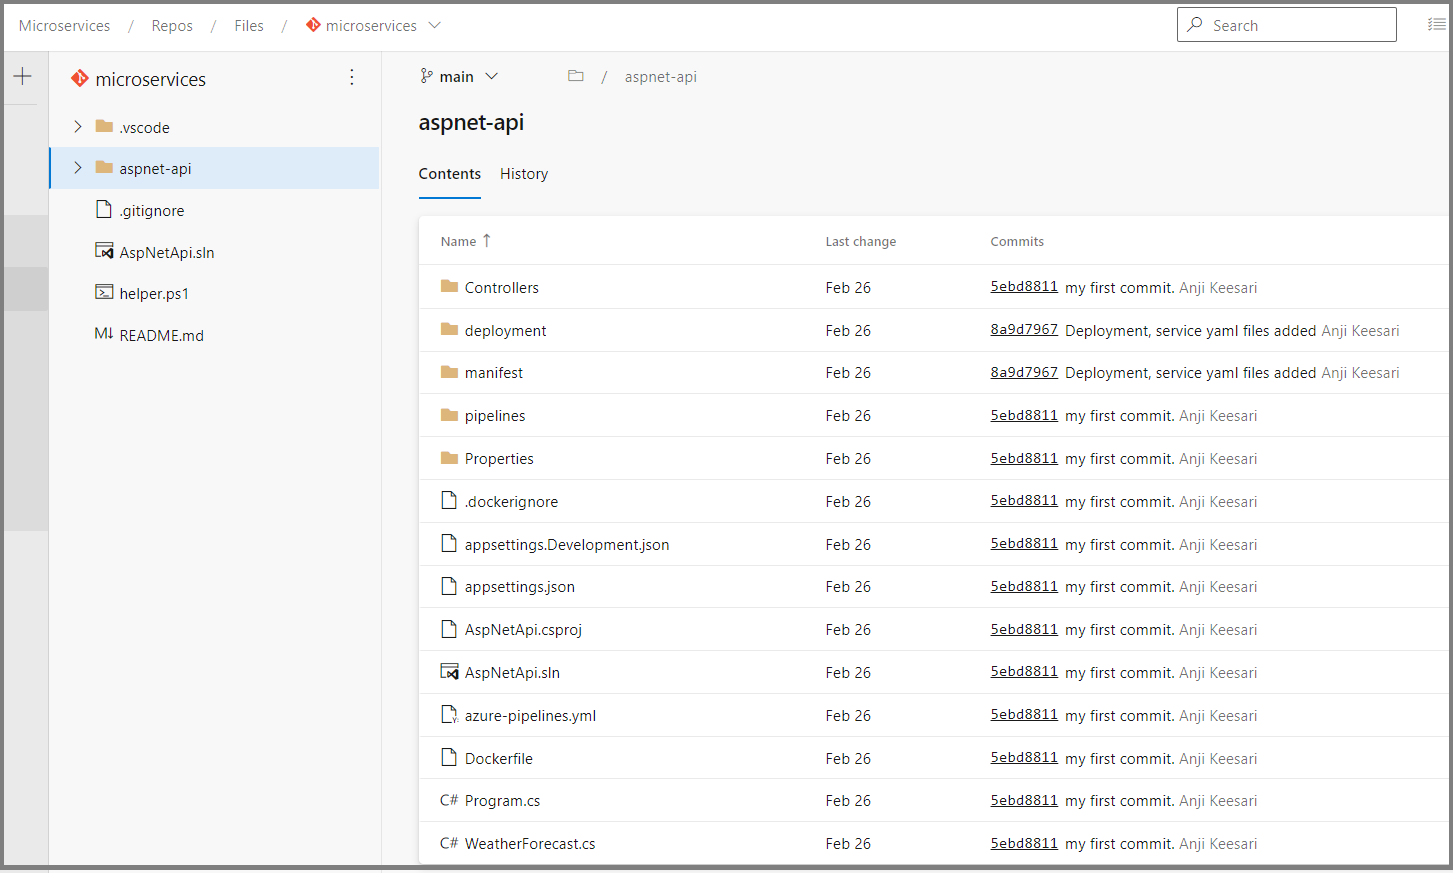 Microservices / Repos / Files / microservices
Search
microservices
.vscode
aspnet-api
.gitignore
AspNetApi.sln
helper.ps1
README.md
main / aspnet-api
aspnet-api
Contents History
Name Last change Commits
Controllers Feb 26 5ebd8811 my first commit. Anji Keesari
deployment Feb 26 8a9d7967 Deployment, service yaml files added Anji Keesari
manifest Feb 26 8a9d7967 Deployment, service yaml files added Anji Keesari
pipelines Feb 26 5ebd8811 my first commit. Anji Keesari
Properties Feb 26 5ebd8811 my first commit. Anji Keesari
.dockerignore Feb 26 5ebd8811 my first commit. Anji Keesari
appsettings.Development.json Feb 26 5ebd8811 my first commit. Anji Keesari
appsettings.json Feb 26 5ebd8811 my first commit. Anji Keesari
AspNetApi.csproj Feb 26 5ebd8811 my first commit. Anji Keesari
AspNetApi.sln Feb 26 5ebd8811 my first commit. Anji Keesari
azure-pipelines.yml Feb 26 5ebd8811 my first commit. Anji Keesari
Dockerfile Feb 26 5ebd8811 my first commit. Anji Keesari
C# Program.cs Feb 26 5ebd8811 my first commit. Anji Keesari
C# WeatherForecast.cs Feb 26 5ebd8811 my first commit. Anji Keesari